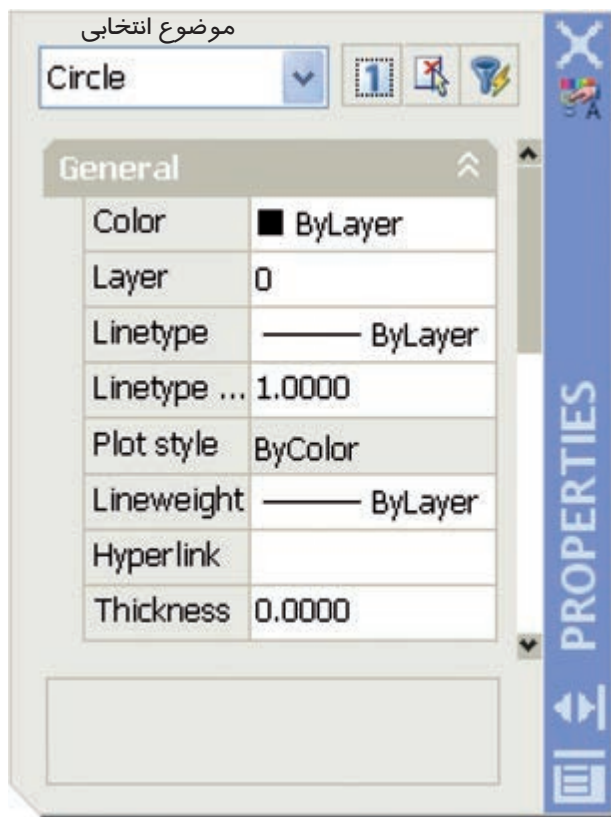 موضوع انتخابی
Circle
1
General
Color ByLayer
Layer 0
Linetype ByLayer
Linetype ... 1.0000
Plot style ByColor
Lineweight ByLayer
Hyperlink
Thickness 0.0000
PROPERTIES
A